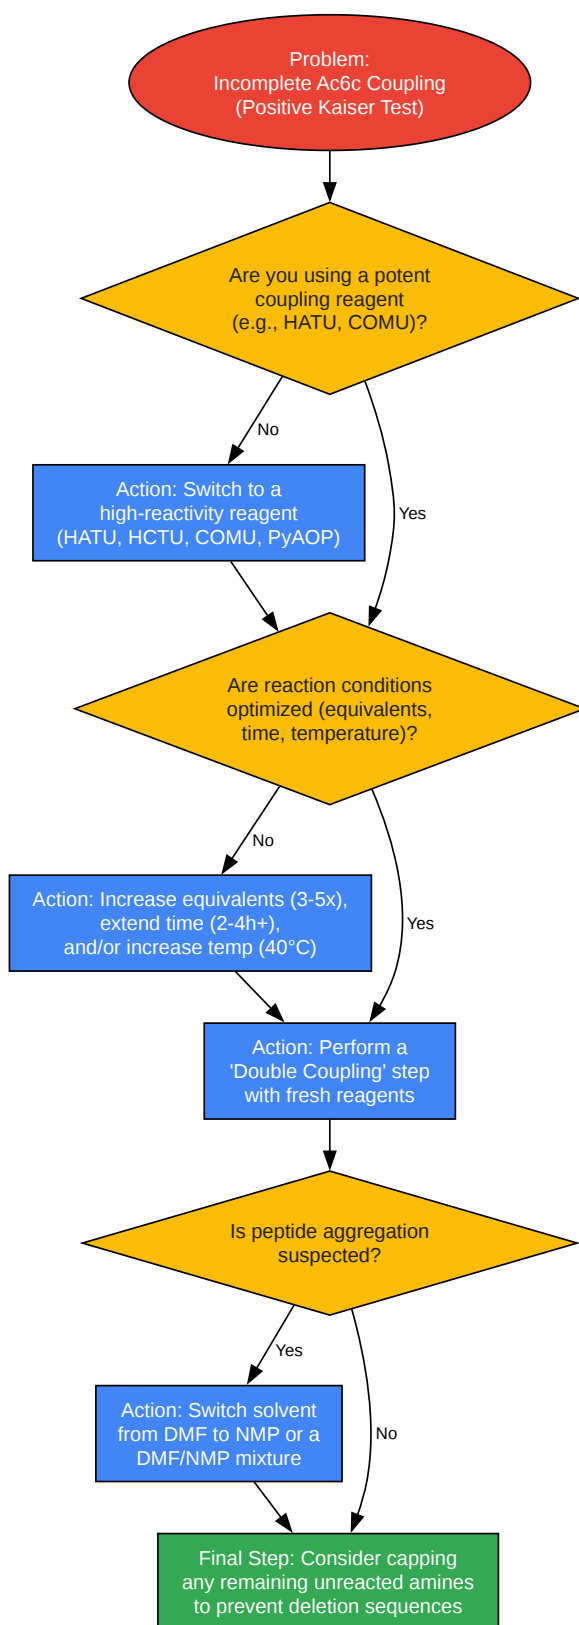 Problem:
Incomplete Ac6c Coupling
(Positive Kaiser Test)
Are you using a potent
coupling reagent
(e.g., HATU, COMU)?
No
Yes
Action: Switch to a
high-reactivity reagent
(HATU, HCTU, COMU, PyAOP)
Are reaction conditions
optimized (equivalents,
time, temperature)?
No
Yes
Action: Increase equivalents (3-5x),
extend time (2-4h+),
and/or increase temp (40°C)
Action: Perform a
'Double Coupling' step
with fresh reagents
Is peptide aggregation
suspected?
Yes
No
Action: Switch solvent
from DMF to NMP or a
DMF/NMP mixture
Final Step: Consider capping
any remaining unreacted amines
to prevent deletion sequences